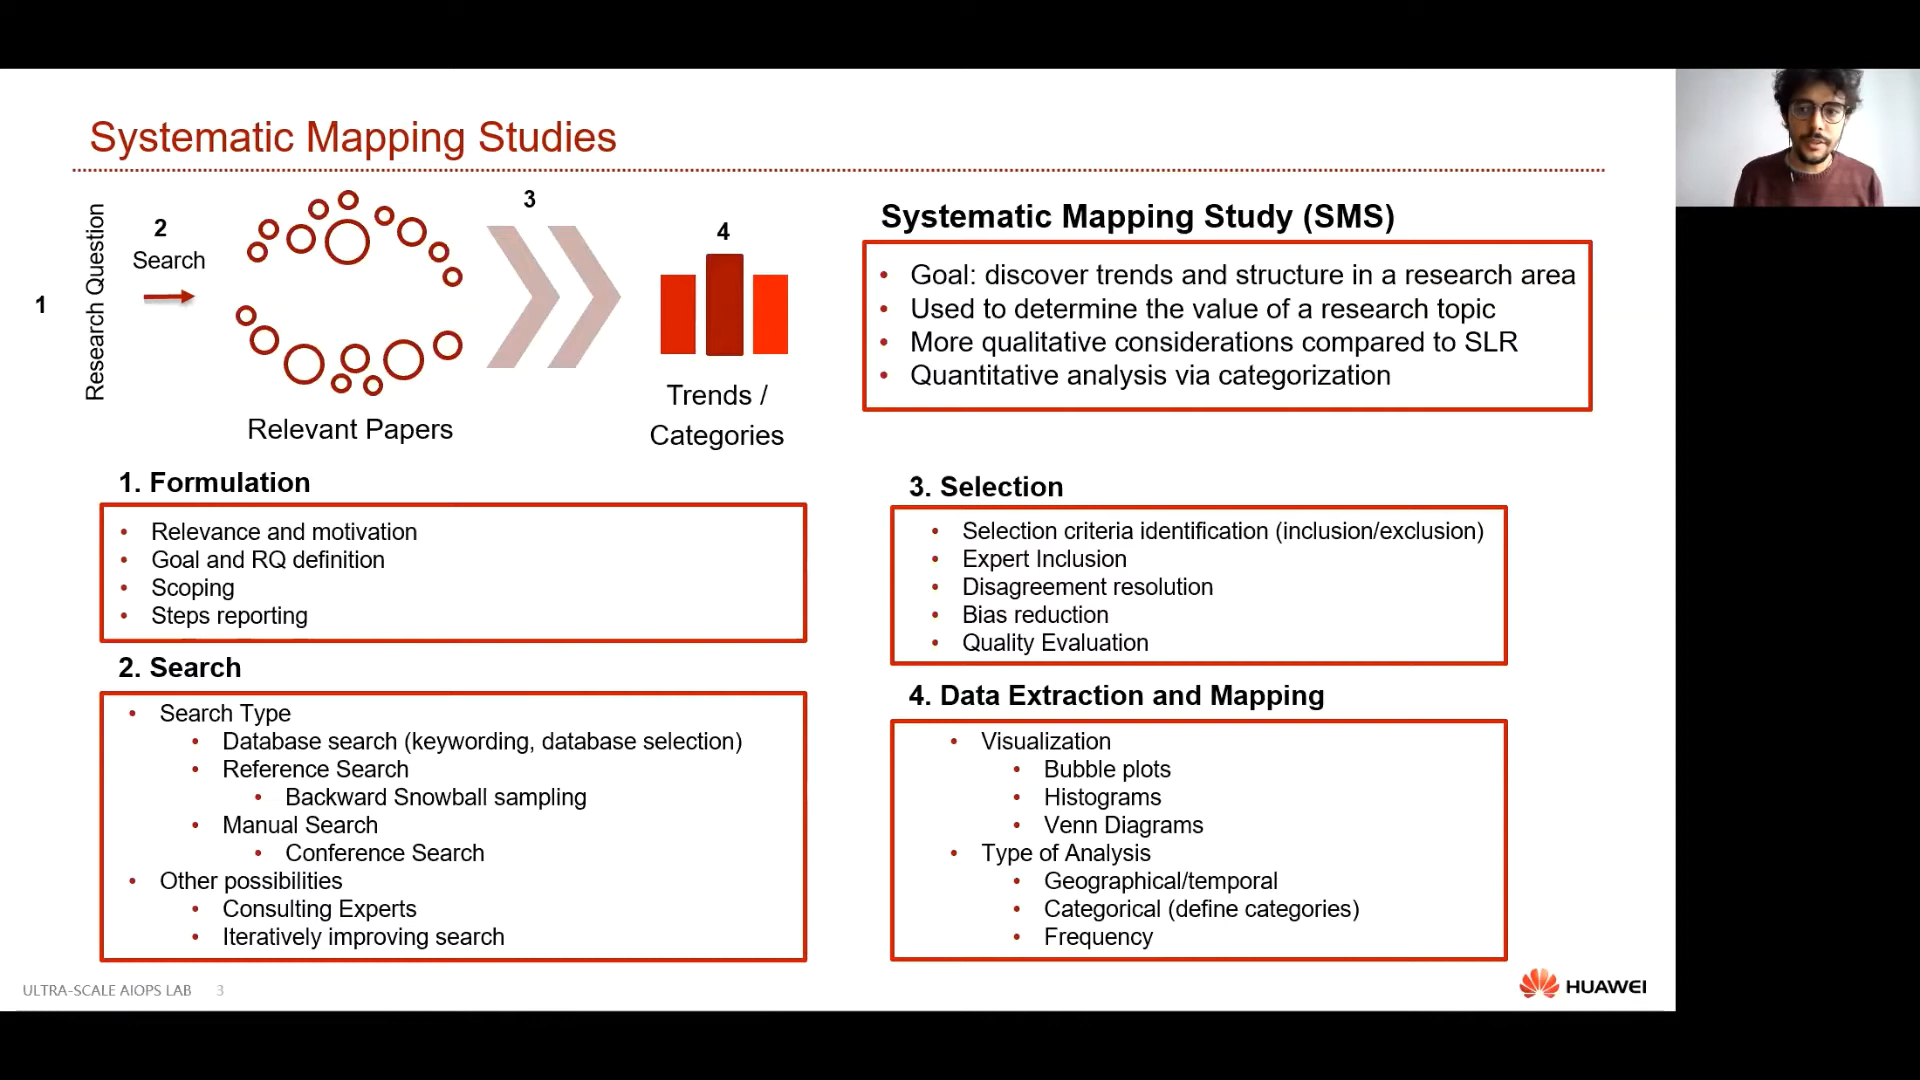 Systematic Mapping Studies
1
Research Question
2
Search
Relevant Papers
3
4
Trends /
Categories
Systematic Mapping Study (SMS)
• Goal: discover trends and structure in a research area
• Used to determine the value of a research topic
• More qualitative considerations compared to SLR
• Quantitative analysis via categorization
1. Formulation
• Relevance and motivation
• Goal and RQ definition
• Scoping
• Steps reporting
2. Search
• Search Type
• Database search (keywording, database selection)
• Reference Search
• Backward Snowball sampling
• Manual Search
• Conference Search
• Other possibilities
• Consulting Experts
• Iteratively improving search
3. Selection
• Selection criteria identification (inclusion/exclusion)
• Expert Inclusion
• Disagreement resolution
• Bias reduction
• Quality Evaluation
4. Data Extraction and Mapping
• Visualization
• Bubble plots
• Histograms
• Venn Diagrams
• Type of Analysis
• Geographical/temporal
• Categorical (define categories)
• Frequency
ULTRA-SCALE AIOPS LAB 3
HUAWEI